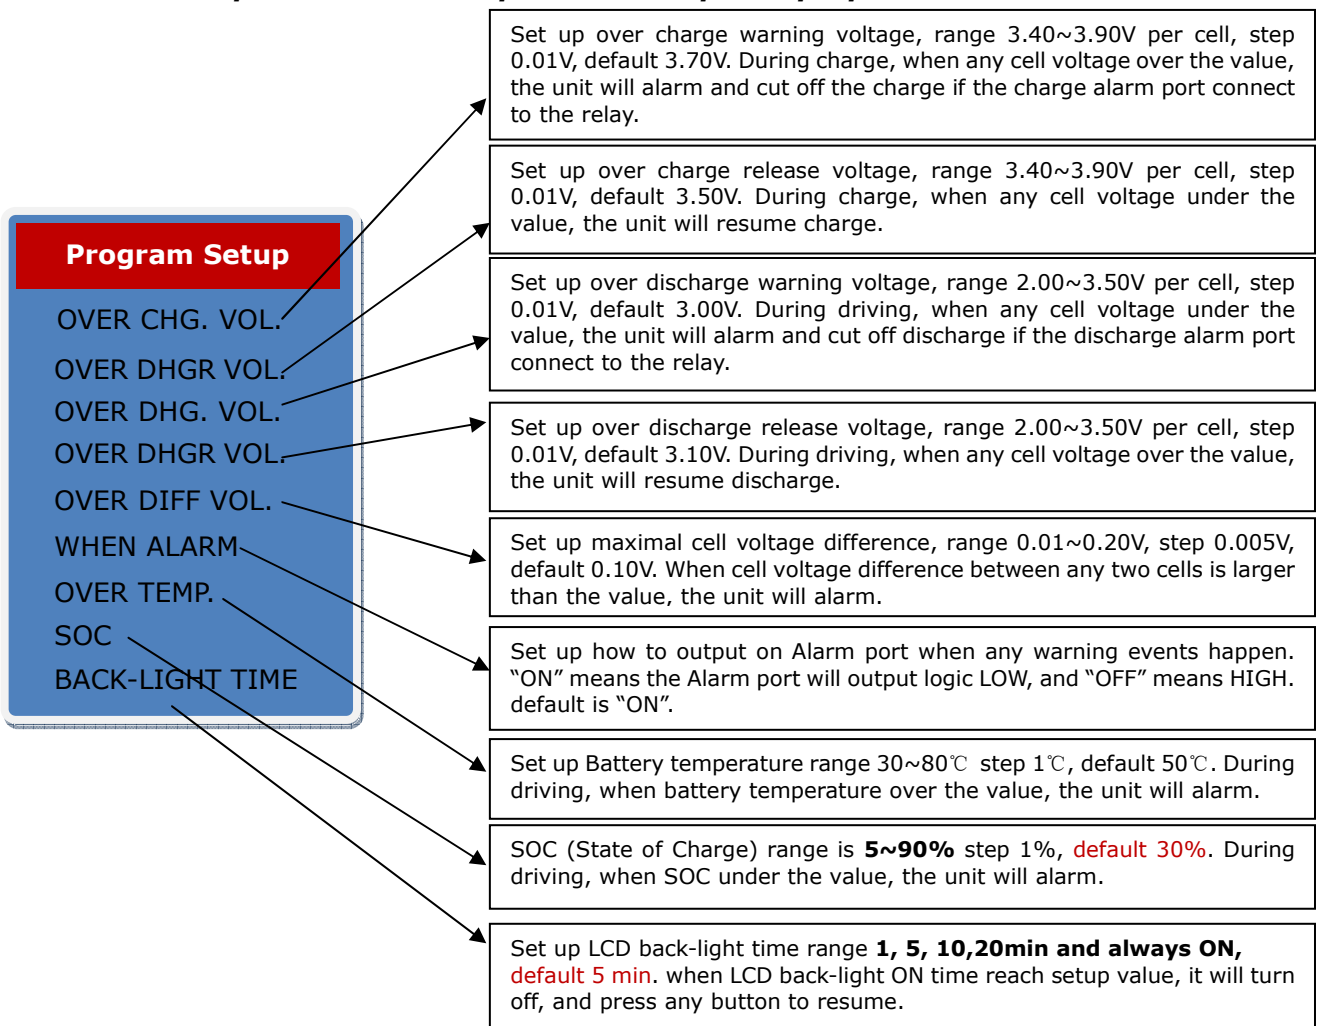 Set up over charge warning voltage, range 3.40~3.90V per cell, step
0.01V, default 3.70V. During charge, when any cell voltage over the value,
the unit will alarm and cut off the charge if the charge alarm port connect
to the relay.
Set up over charge release voltage, range 3.40~3.90V per cell, step
0.01V, default 3.50V. During charge, when any cell voltage under the
value, the unit will resume charge.
Program Setup
OVER CHG. VOL.
OVER DHGR VOL.
OVER DHG. VOL.
OVER DHGR VOL.
OVER DIFF VOL.
WHEN ALARM
OVER TEMP.
SOC
BACK-LIGHT TIME
Set up over discharge warning voltage, range 2.00~3.50V per cell, step
0.01V, default 3.00V. During driving, when any cell voltage under the
value, the unit will alarm and cut off discharge if the discharge alarm port
connect to the relay.
Set up over discharge release voltage, range 2.00~3.50V per cell, step
0.01V, default 3.10V. During driving, when any cell voltage over the value,
the unit will resume discharge.
Set up maximal cell voltage difference, range 0.01~0.20V, step 0.005V,
default 0.10V. When cell voltage difference between any two cells is larger
than the value, the unit will alarm.
Set up how to output on Alarm port when any warning events happen.
“ON” means the Alarm port will output logic LOW, and “OFF” means HIGH.
default is “ON”.
Set up Battery temperature range 30~80℃ step 1℃, default 50℃. During
driving, when battery temperature over the value, the unit will alarm.
SOC (State of Charge) range is 5~90% step 1%, default 30%. During
driving, when SOC under the value, the unit will alarm.
Set up LCD back-light time range 1, 5, 10,20min and always ON,
default 5 min. when LCD back-light ON time reach setup value, it will turn
off, and press any button to resume.